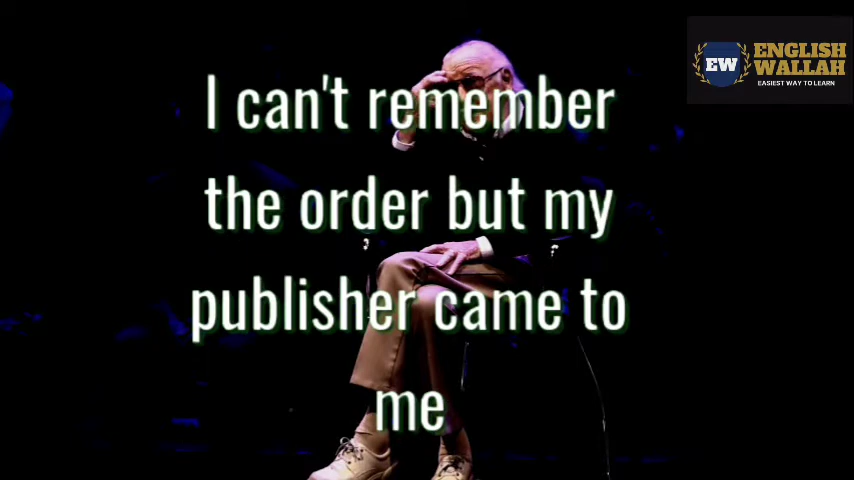 I can't remember
the order but my
publisher came to
me
EW
ENGLISH
WALLAH
EASIEST WAY TO LEARN